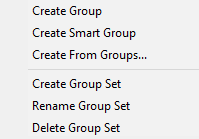 Create Group
Create Smart Group
Create From Groups...
Create Group Set
Rename Group Set
Delete Group Set